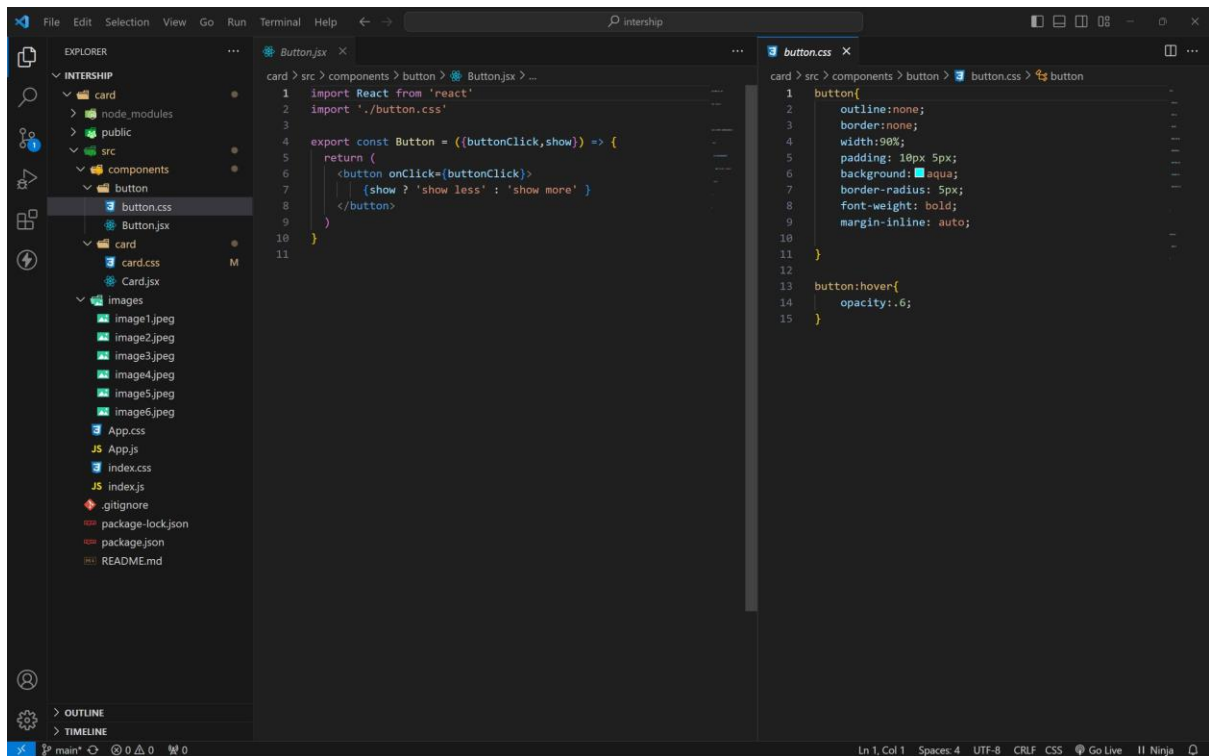 File Edit Selection View Go Run Terminal Help
intership
EXPLORER
INTERSHIP
card
node_modules
public
src
components
button
button.css
Button.jsx
card
card.css M
Card.jsx
images
image1.jpeg
image2.jpeg
image3.jpeg
image4.jpeg
image5.jpeg
image6.jpeg
App.css
JS App.js
index.css
JS index.js
.gitignore
package-lock.json
package.json
README.md
OUTLINE
TIMELINE
Button.jsx
card > src > components > button > Button.jsx > ...
1 import React from 'react'
2 import './button.css'
3
4 export const Button = ({buttonClick,show}) => {
5 return (
6 <button onClick={buttonClick}>
7 {show ? 'show less' : 'show more' }
8 </button>
9 )
10 }
11
button.css
card > src > components > button > button.css > button
1 button{
2 outline:none;
3 border:none;
4 width:90%;
5 padding: 10px 5px;
6 background: aqua;
7 border-radius: 5px;
8 font-weight: bold;
9 margin-inline: auto;
10
11 }
12
13 button:hover{
14 opacity:.6;
15 }
main* 0 0 0
Ln 1, Col 1 Spaces: 4 UTF-8 CRLF CSS Go Live Ninja